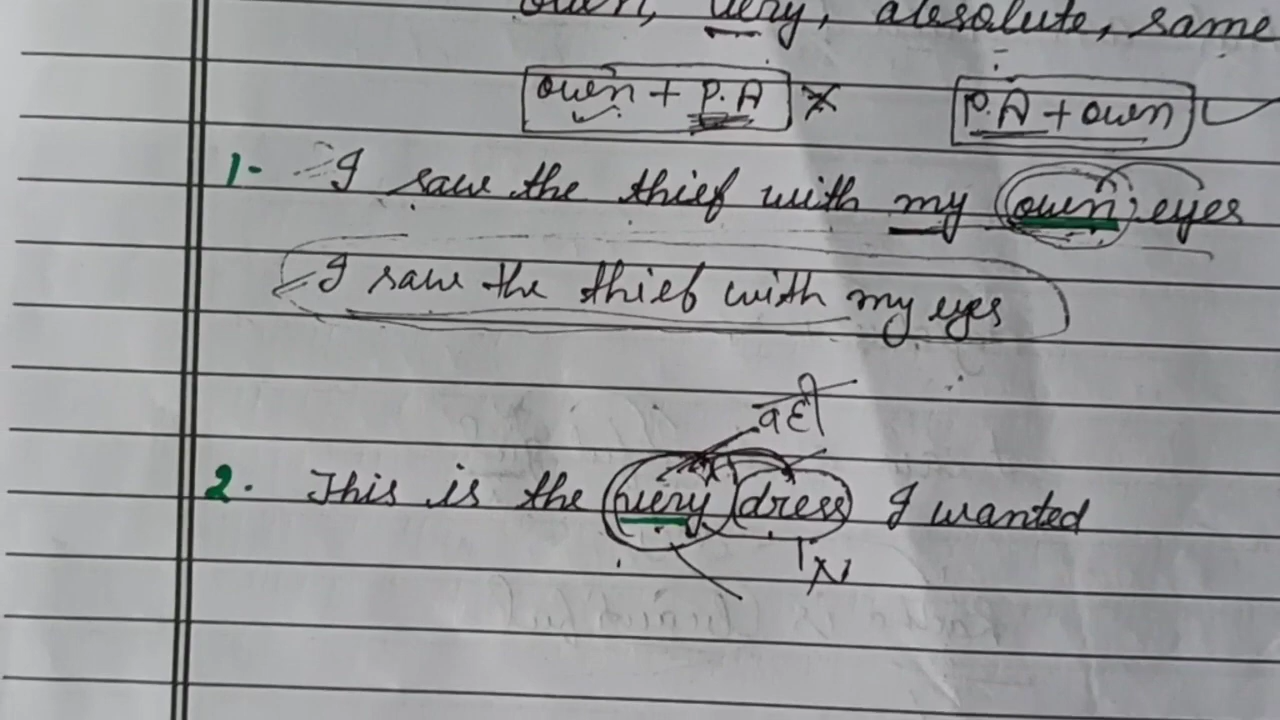 own, very, absolute, same
own + P.A × P.A + own ✓
1- I saw the thief with my own eyes
I saw the thief with my eyes
वही
2. This is the very dress I wanted
N